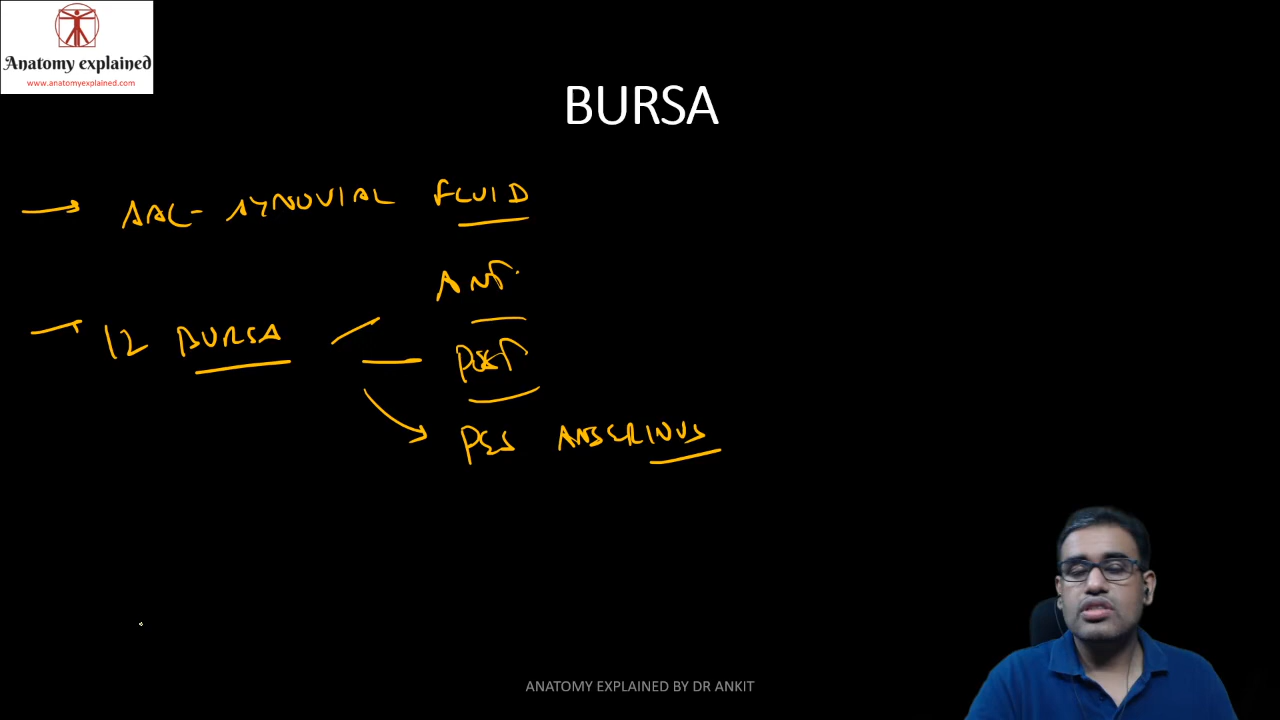 Anatomy explained
www.anatomyexplained.com
BURSA
SAC- SYNOVIAL FLUID
ANT.
12 BURSA
POST
PES ANSERINUS
ANATOMY EXPLAINED BY DR ANKIT